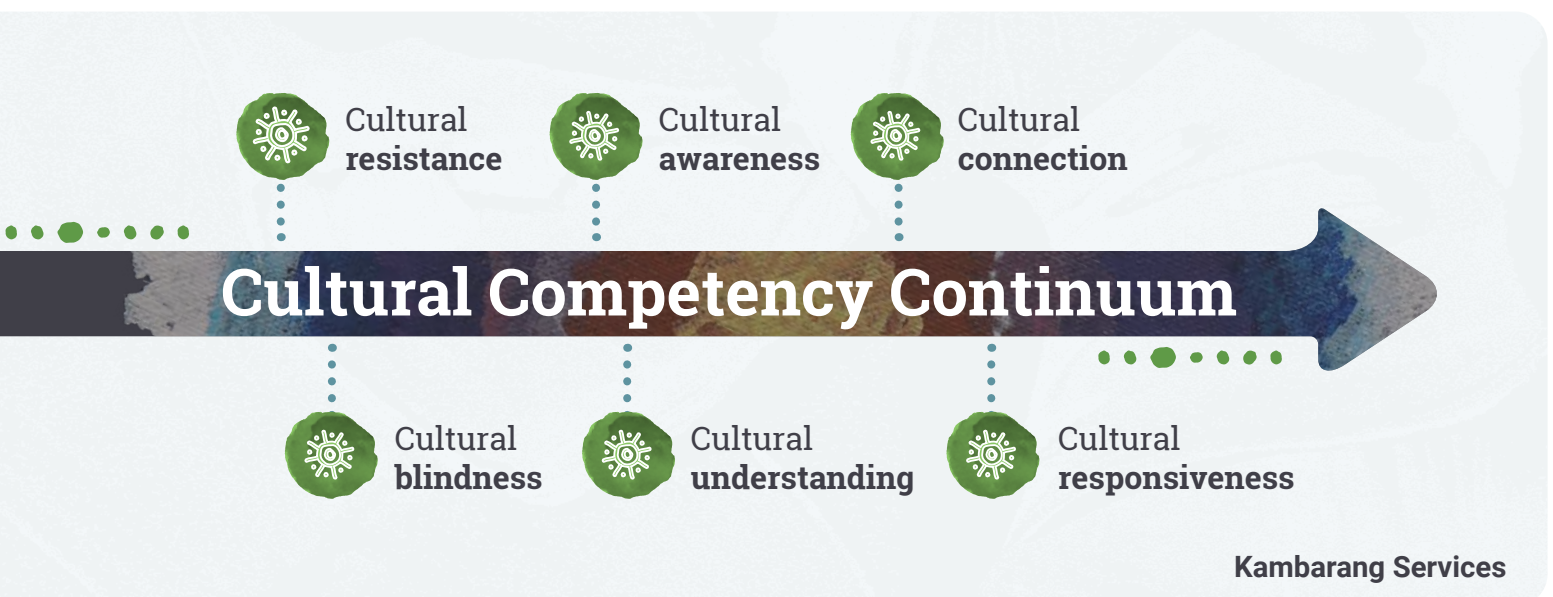 Cultural
resistance
Cultural
awareness
Cultural
connection
Cultural Competency Continuum
Cultural
blindness
Cultural
understanding
Cultural
responsiveness
Kambarang Services